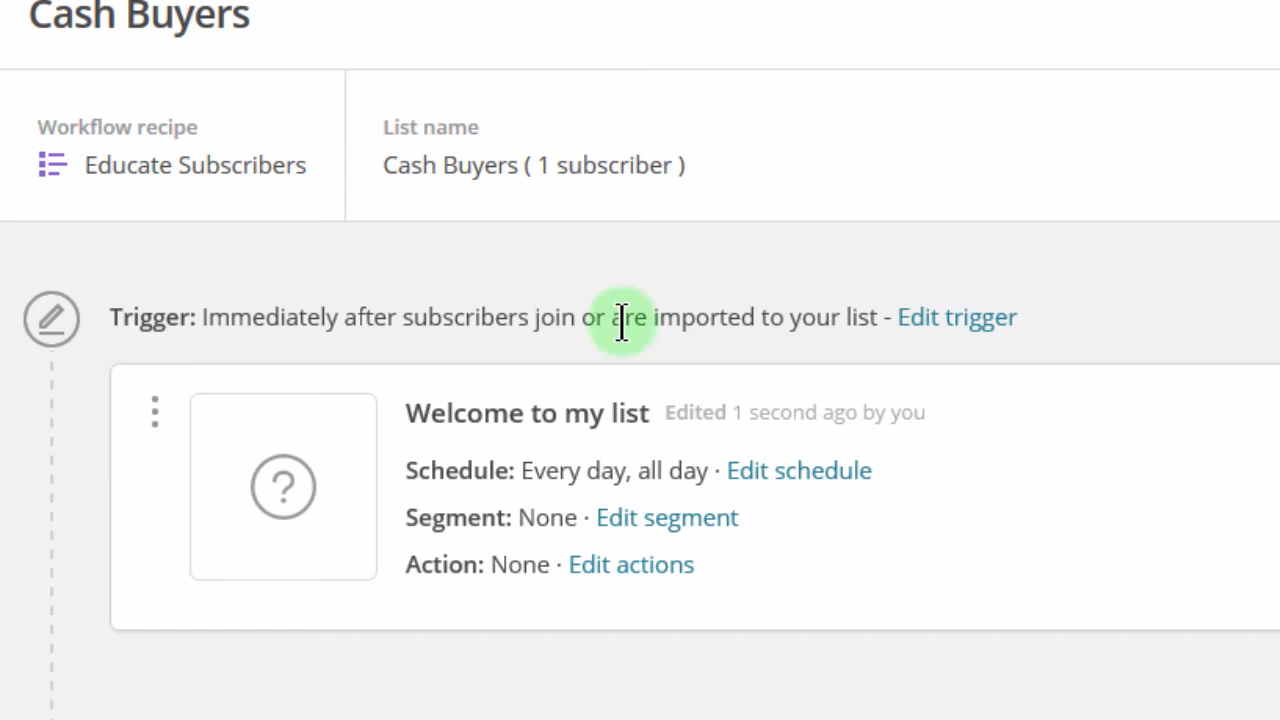 Cash Buyers
Workflow recipe
Educate Subscribers
List name
Cash Buyers ( 1 subscriber )
Trigger: Immediately after subscribers join or are imported to your list - Edit trigger
Welcome to my list Edited 1 second ago by you
Schedule: Every day, all day · Edit schedule
Segment: None · Edit segment
Action: None · Edit actions